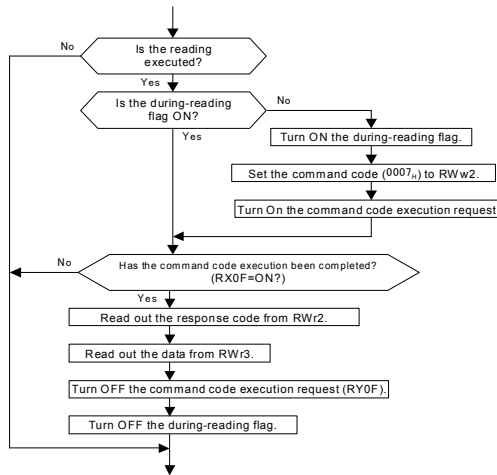 Is the reading
executed?
No
Yes
Is the during-reading
flag ON?
No
Yes
Turn ON the during-reading flag.
Set the command code (0007H) to RWw2.
Turn On the command code execution request
Has the command code execution been completed?
(RX0F=ON?)
No
Yes
Read out the response code from RWr2.
Read out the data from RWr3.
Turn OFF the command code execution request (RY0F).
Turn OFF the during-reading flag.